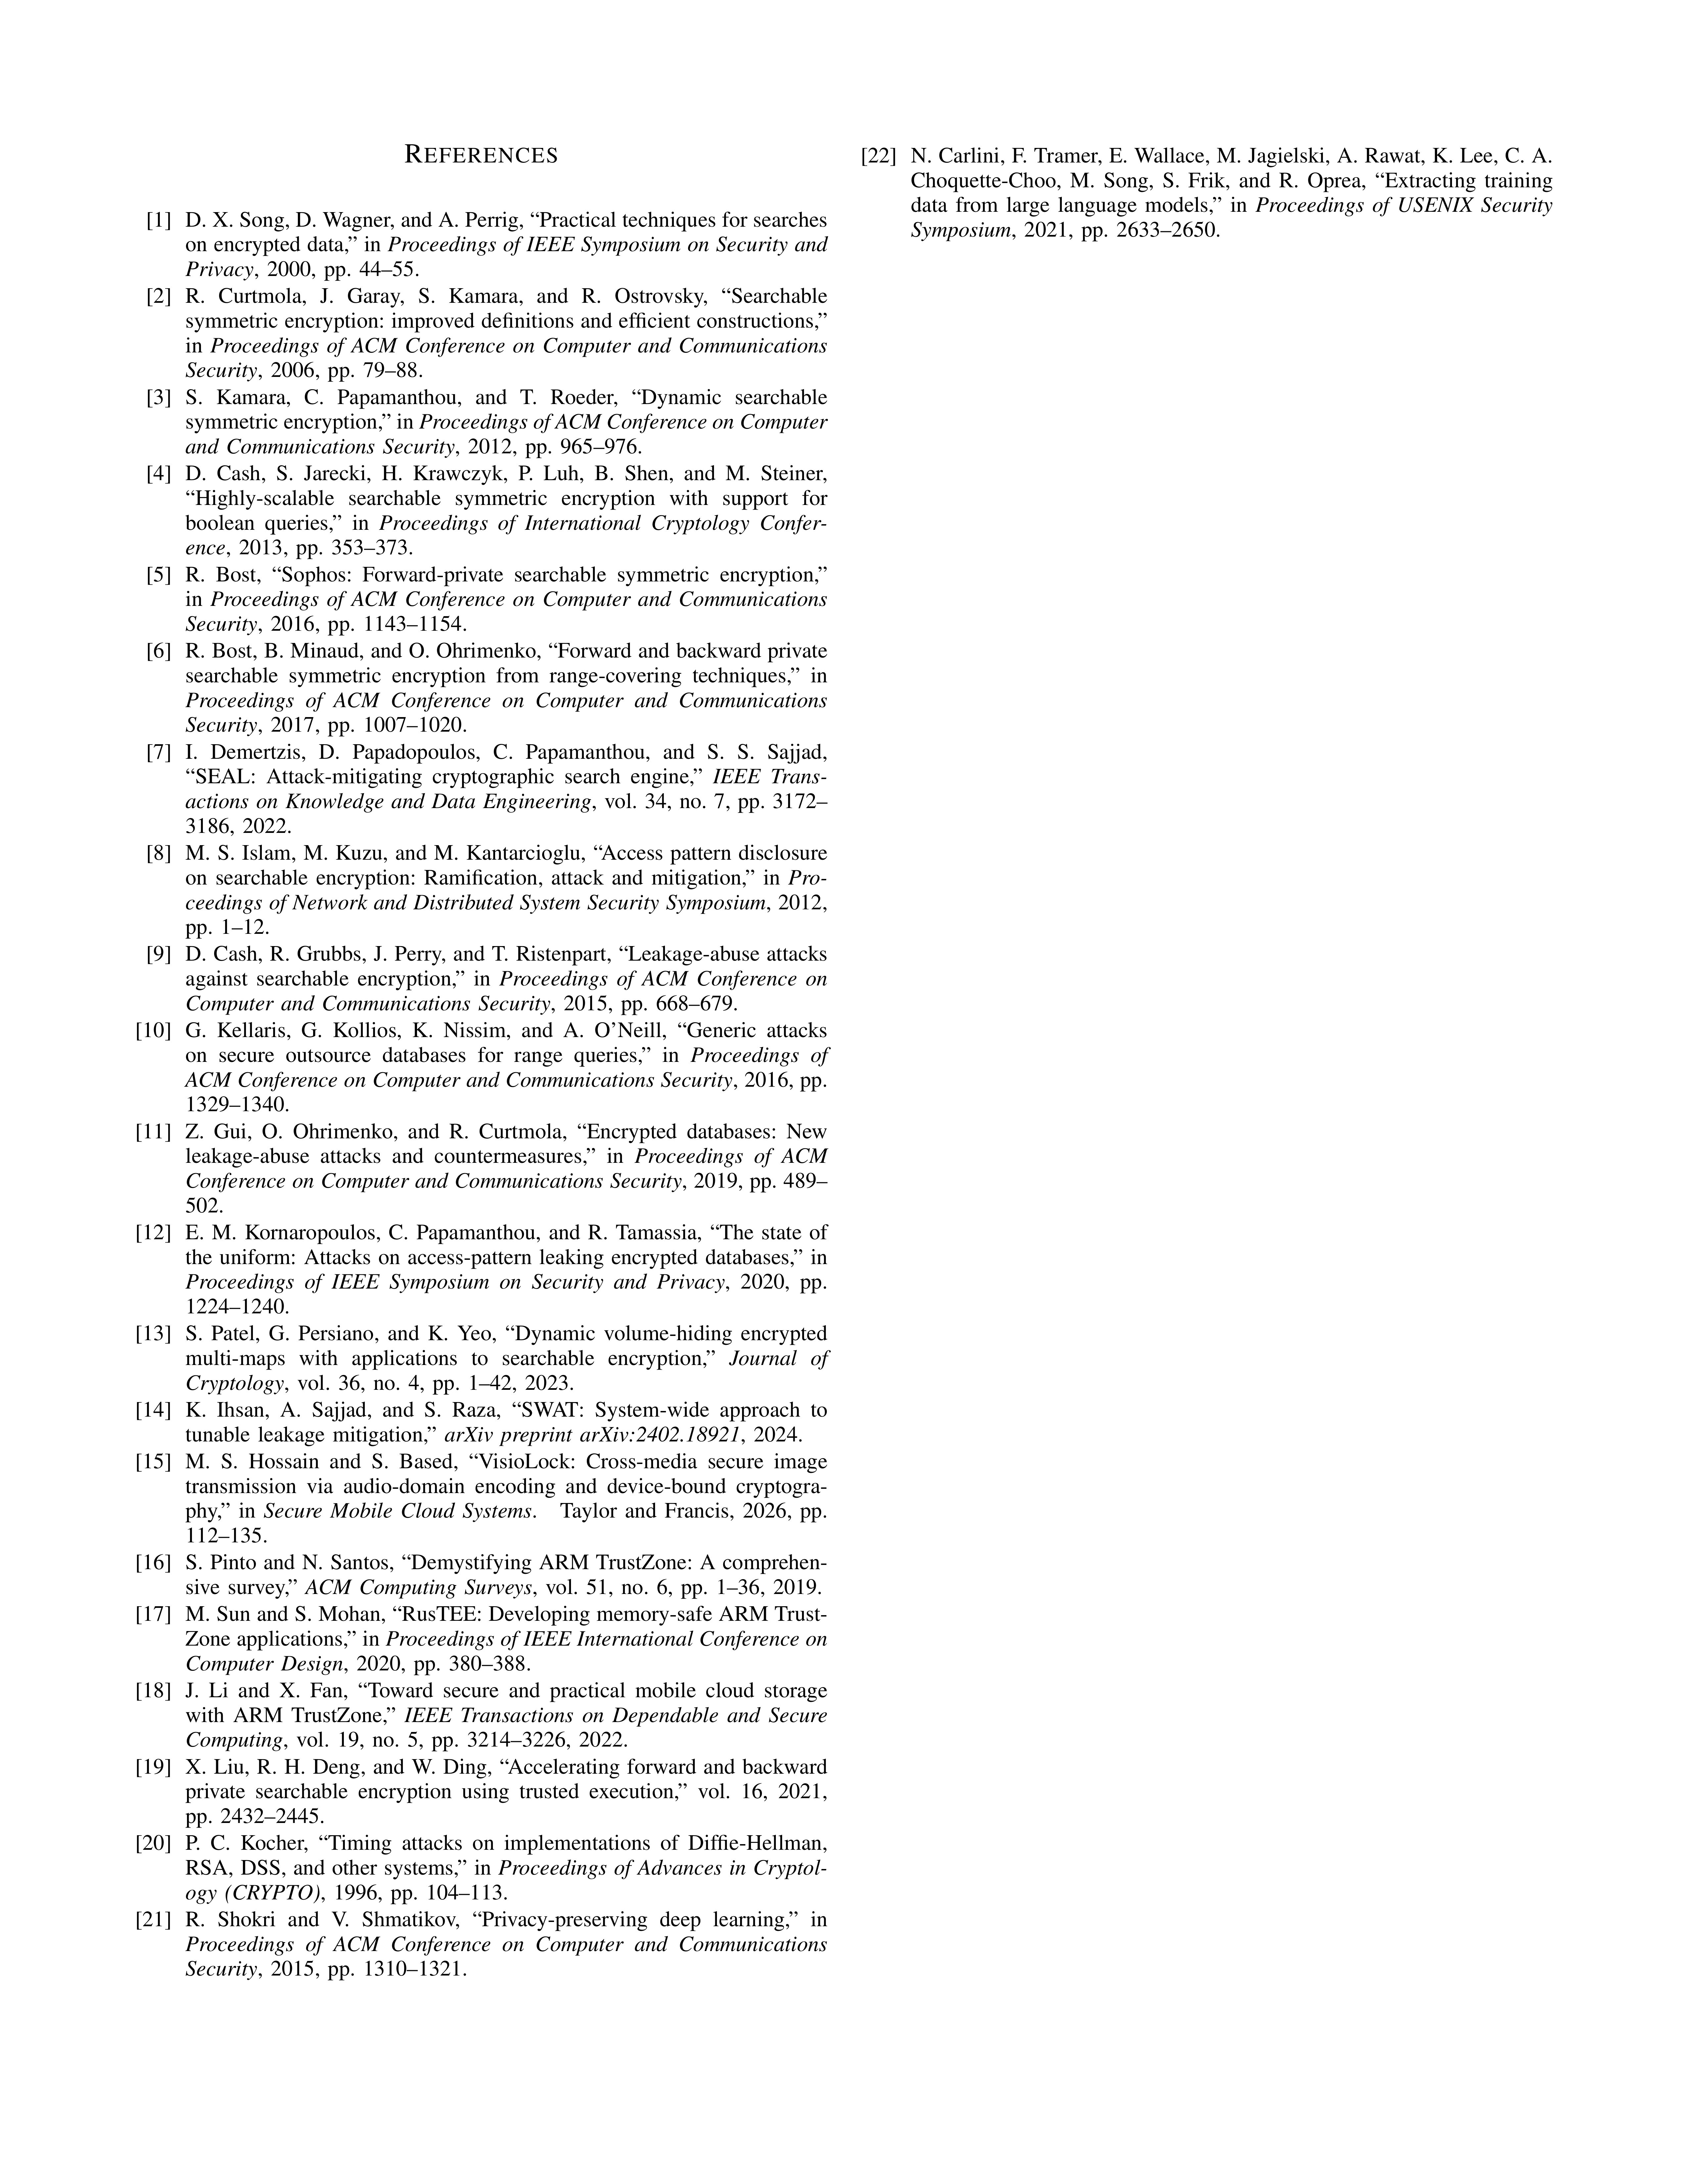 REFERENCES
[1] D. X. Song, D. Wagner, and A. Perrig, “Practical techniques for searches
on encrypted data,” in Proceedings of IEEE Symposium on Security and
Privacy, 2000, pp. 44–55.
[2] R. Curtmola, J. Garay, S. Kamara, and R. Ostrovsky, “Searchable
symmetric encryption: improved definitions and efficient constructions,”
in Proceedings of ACM Conference on Computer and Communications
Security, 2006, pp. 79–88.
[3] S. Kamara, C. Papamanthou, and T. Roeder, “Dynamic searchable
symmetric encryption,” in Proceedings of ACM Conference on Computer
and Communications Security, 2012, pp. 965–976.
[4] D. Cash, S. Jarecki, H. Krawczyk, P. Luh, B. Shen, and M. Steiner,
“Highly-scalable searchable symmetric encryption with support for
boolean queries,” in Proceedings of International Cryptology Confer-
ence, 2013, pp. 353–373.
[5] R. Bost, “Sophos: Forward-private searchable symmetric encryption,”
in Proceedings of ACM Conference on Computer and Communications
Security, 2016, pp. 1143–1154.
[6] R. Bost, B. Minaud, and O. Ohrimenko, “Forward and backward private
searchable symmetric encryption from range-covering techniques,” in
Proceedings of ACM Conference on Computer and Communications
Security, 2017, pp. 1007–1020.
[7] I. Demertzis, D. Papadopoulos, C. Papamanthou, and S. S. Sajjad,
“SEAL: Attack-mitigating cryptographic search engine,” IEEE Trans-
actions on Knowledge and Data Engineering, vol. 34, no. 7, pp. 3172–
3186, 2022.
[8] M. S. Islam, M. Kuzu, and M. Kantarcioglu, “Access pattern disclosure
on searchable encryption: Ramification, attack and mitigation,” in Pro-
ceedings of Network and Distributed System Security Symposium, 2012,
pp. 1–12.
[9] D. Cash, R. Grubbs, J. Perry, and T. Ristenpart, “Leakage-abuse attacks
against searchable encryption,” in Proceedings of ACM Conference on
Computer and Communications Security, 2015, pp. 668–679.
[10] G. Kellaris, G. Kollios, K. Nissim, and A. O’Neill, “Generic attacks
on secure outsource databases for range queries,” in Proceedings of
ACM Conference on Computer and Communications Security, 2016, pp.
1329–1340.
[11] Z. Gui, O. Ohrimenko, and R. Curtmola, “Encrypted databases: New
leakage-abuse attacks and countermeasures,” in Proceedings of ACM
Conference on Computer and Communications Security, 2019, pp. 489–
502.
[12] E. M. Kornaropoulos, C. Papamanthou, and R. Tamassia, “The state of
the uniform: Attacks on access-pattern leaking encrypted databases,” in
Proceedings of IEEE Symposium on Security and Privacy, 2020, pp.
1224–1240.
[13] S. Patel, G. Persiano, and K. Yeo, “Dynamic volume-hiding encrypted
multi-maps with applications to searchable encryption,” Journal of
Cryptology, vol. 36, no. 4, pp. 1–42, 2023.
[14] K. Ihsan, A. Sajjad, and S. Raza, “SWAT: System-wide approach to
tunable leakage mitigation,” arXiv preprint arXiv:2402.18921, 2024.
[15] M. S. Hossain and S. Based, “VisioLock: Cross-media secure image
transmission via audio-domain encoding and device-bound cryptogra-
phy,” in Secure Mobile Cloud Systems. Taylor and Francis, 2026, pp.
112–135.
[16] S. Pinto and N. Santos, “Demystifying ARM TrustZone: A comprehen-
sive survey,” ACM Computing Surveys, vol. 51, no. 6, pp. 1–36, 2019.
[17] M. Sun and S. Mohan, “RusTEE: Developing memory-safe ARM Trust-
Zone applications,” in Proceedings of IEEE International Conference on
Computer Design, 2020, pp. 380–388.
[18] J. Li and X. Fan, “Toward secure and practical mobile cloud storage
with ARM TrustZone,” IEEE Transactions on Dependable and Secure
Computing, vol. 19, no. 5, pp. 3214–3226, 2022.
[19] X. Liu, R. H. Deng, and W. Ding, “Accelerating forward and backward
private searchable encryption using trusted execution,” vol. 16, 2021,
pp. 2432–2445.
[20] P. C. Kocher, “Timing attacks on implementations of Diffie-Hellman,
RSA, DSS, and other systems,” in Proceedings of Advances in Cryptol-
ogy (CRYPTO), 1996, pp. 104–113.
[21] R. Shokri and V. Shmatikov, “Privacy-preserving deep learning,” in
Proceedings of ACM Conference on Computer and Communications
Security, 2015, pp. 1310–1321.
[22] N. Carlini, F. Tramer, E. Wallace, M. Jagielski, A. Rawat, K. Lee, C. A.
Choquette-Choo, M. Song, S. Frik, and R. Oprea, “Extracting training
data from large language models,” in Proceedings of USENIX Security
Symposium, 2021, pp. 2633–2650.